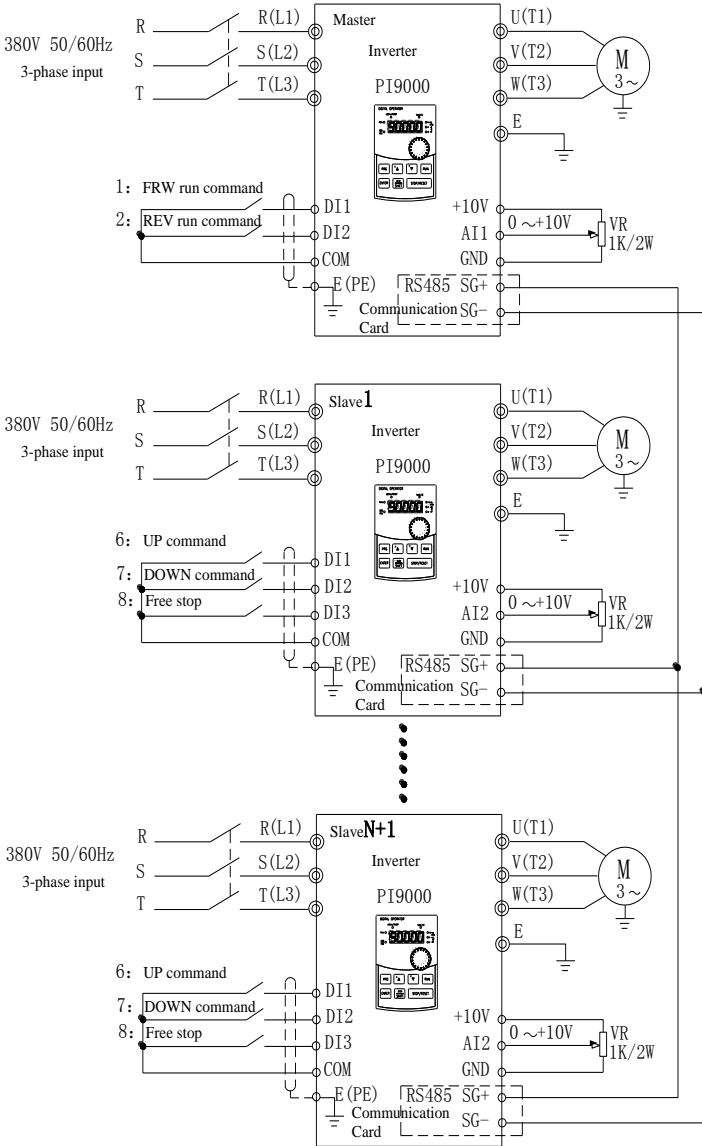 R R(L1) Master U(T1)
380V 50/60Hz S S(L2) Inverter V(T2) M
3-phase input T T(L3) PI9000 W(T3) 3~
E
1: FRW run command DI1 +10V 0 ~+10V VR
2: REV run command DI2 AI1 1K/2W
COM GND
E(PE) RS485 SG+
Communication SG-
Card
R R(L1) Slave1 U(T1)
380V 50/60Hz S S(L2) Inverter V(T2) M
3-phase input T T(L3) PI9000 W(T3) 3~
E
6: UP command DI1
7: DOWN command DI2 +10V 0 ~+10V VR
8: Free stop DI3 AI2 1K/2W
COM GND
E(PE) RS485 SG+
Communication SG-
Card
R R(L1) SlaveN+1 U(T1)
380V 50/60Hz S S(L2) Inverter V(T2) M
3-phase input T T(L3) PI9000 W(T3) 3~
E
6: UP command DI1
7: DOWN command DI2 +10V 0 ~+10V VR
8: Free stop DI3 AI2 1K/2W
COM GND
E(PE) RS485 SG+
Communication SG-
Card